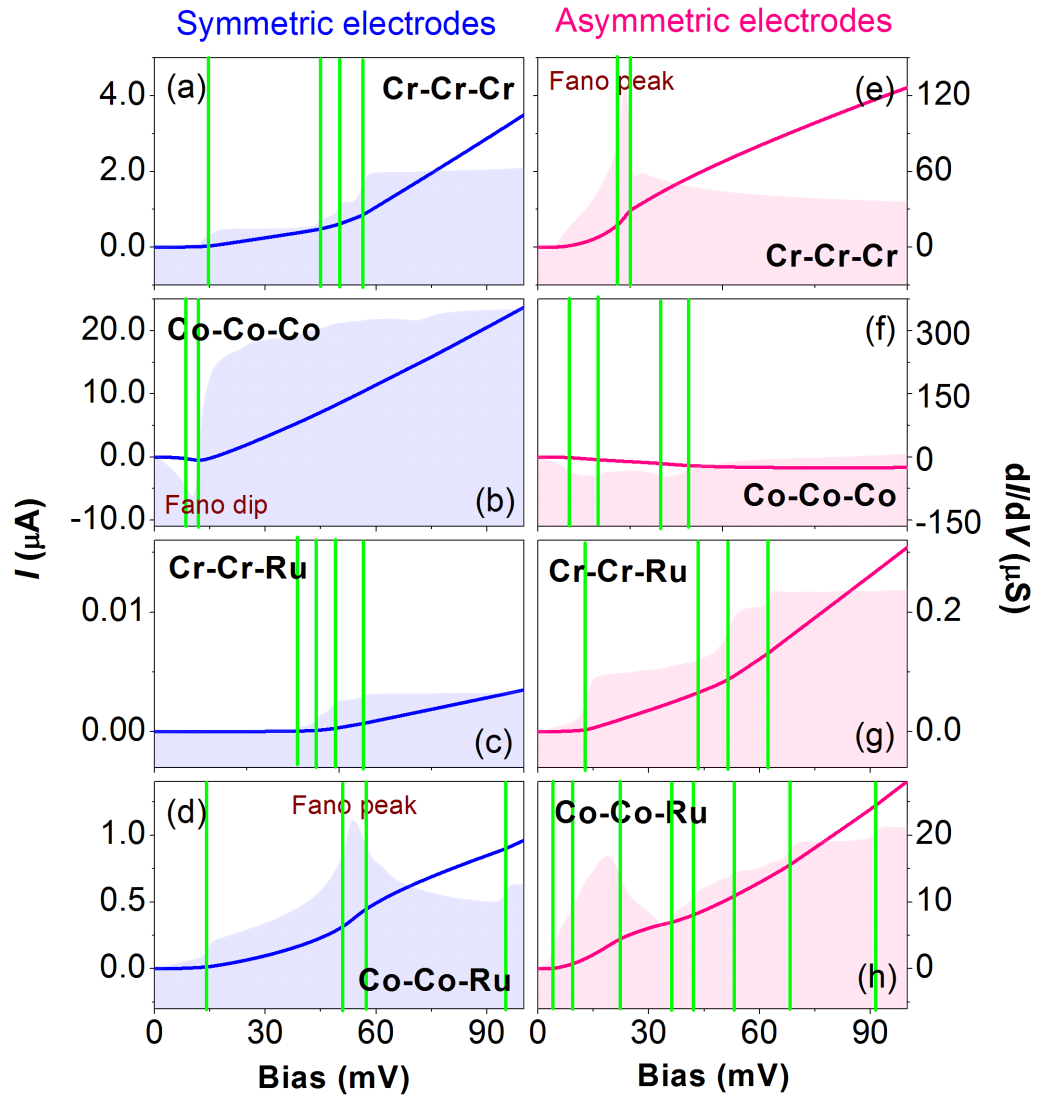 Symmetric electrodes
Asymmetric electrodes
(a)
Cr-Cr-Cr
4.0
2.0
0.0
Fano peak
(e)
Cr-Cr-Cr
120
60
0
Co-Co-Co
20.0
10.0
0.0
-10.0
Fano dip
(b)
(f)
Co-Co-Co
300
150
0
-150
I (μA)
dI/dV (μS)
Cr-Cr-Ru
0.01
0.00
(c)
Cr-Cr-Ru
0.2
0.0
(g)
(d)
Fano peak
1.0
0.5
0.0
Co-Co-Ru
Co-Co-Ru
20
10
0
(h)
0 30 60 90
0 30 60 90
Bias (mV)
Bias (mV)